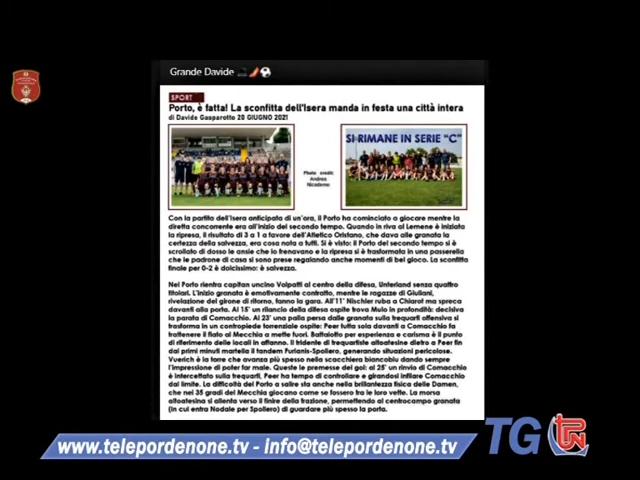 Grande Davide
SPORT
Porto, è fatta! La sconfitta dell'Isera manda in festa una città intera
di Davide Gasparotto 20 GIUGNO 2021
SI RIMANE IN SERIE "C"
Photo credit:
Andrea
Nicodemo
Con la partita dell'Isera anticipata di un'ora, il Porto ha cominciato a giocare mentre la
diretta concorrente era all'inizio del secondo tempo. Quando in riva al Lemene è iniziata
la ripresa, il risultato di 3 a 1 a favore dell'Atletico Oristano, che dava alle granata la
certezza della salvezza, era cosa nota a tutti. Si è visto: il Porto del secondo tempo si è
scrollato di dosso le ansie che lo frenavano e la ripresa si è trasformata in una passerella
che le padrone di casa si sono prese regalando anche momenti di bel gioco. La sconfitta
finale per 0-2 è dolcissimo: è salvezza.
Nel Porto rientra capitan uncino Volpatti al centro della difesa, Unterland senza quattro
titolari. L'inizio granata è emotivamente contratto, mentre le ragazze di Giuliani,
rivelazione del girone di ritorno, fanno la gara. All'11' Nischler ruba a Chiarot ma spreca
davanti alla porta. Al 15' un rilancio della difesa ospite trova Mulo in profondità: decisiva
la parata di Comacchio. Al 23' una palla persa dalle granata sulla trequarti offensiva si
trasforma in un contropiede torrenziale ospite: Peer tutta sola davanti a Comacchio fa
trattenere il fiato al Mecchia a mette fuori. Battaiotto per esperienza e carisma è il punto
di riferimento delle locali in affanno. Il tridente di trequartiste altoatesine dietro a Peer fin
dai primi minuti martella il tandem Furlanis-Spollero, generando situazioni pericolose.
Vuerich è la torre che avanza più spesso nella scacchiera biancoblu dando sempre
l'impressione di poter far male. Queste le premesse del gol: al 25' un rinvio di Comacchio
è intercettato sulla trequarti, Peer ha tempo di controllare e girandosi infilare Comacchio
dal limite. La difficoltà del Porto a salire sta anche nella brillantezza fisica delle Damen,
che nei 35 gradi del Mecchia giocano come se fossero tra le loro vette. La morsa
altoatesina si allenta verso il finire della frazione, permettendo al centrocampo granata
(in cui entra Nodale per Spollero) di guardare più spesso la porta.
www.telepordenone.tv - info@telepordenone.tv
TG TPN